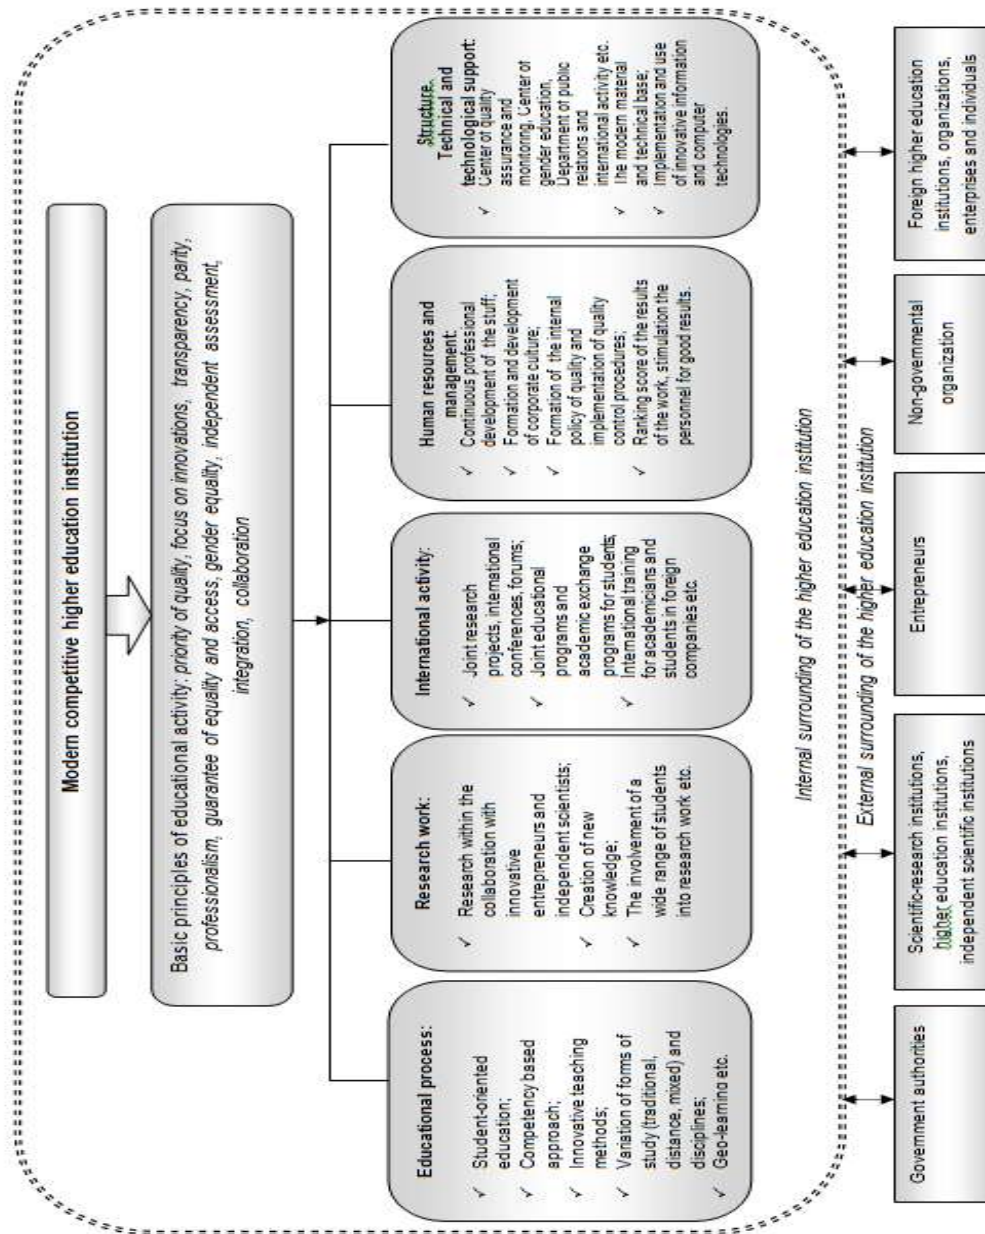 Modern competitive higher education institution
Basic principles of educational activity: priority of quality, focus on innovations, transparency, parity,
professionalism, guarantee of equality and access, gender equality, independent assessment,
integration, collaboration
Educational process:
✓ Student-oriented
education;
✓ Competency based
approach;
✓ Innovative teaching
methods;
✓ Variation of forms of
study (traditional,
distance, mixed) and
disciplines;
✓ Geo-learning etc.
Research work:
✓ Research within the
collaboration with
innovative
entrepreneurs and
independent scientists;
✓ Creation of new
knowledge;
✓ The involvement of a
wide range of students
into research work etc.
International activity:
✓ Joint research
projects, international
conferences, forums;
✓ Joint educational
programs and
academic exchange
programs for students;
✓ International training
for academicians and
students in foreign
companies etc.
Human resources and
management:
✓ Continuous professional
development of the stuff;
✓ Formation and development
of corporate culture;
✓ Formation of the internal
policy of quality and
implementation of quality
control procedures;
✓ Ranking score of the results
of the work, stimulation the
personnel for good results.
Structure,
Technical and
technological support:
✓ Center of quality
assurance and
monitoring, Center of
gender education,
Department of public
relations and
international activity etc.
✓ The modern material
and technical base;
✓ Implementation and use
of innovative information
and computer
technologies.
Internal surrounding of the higher education institution
External surrounding of the higher education institution
Government authorities
Scientific-research institutions,
higher education institutions,
independent scientific institutions
Entrepreneurs
Non-governmental
organization
Foreign higher education
institutions, organizations,
enterprises and individuals